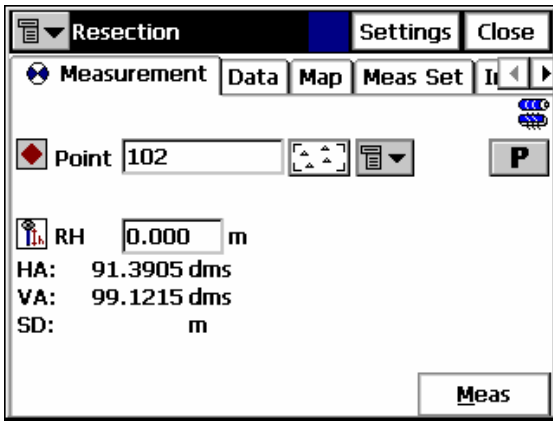 Resection Settings Close
Measurement Data Map Meas Set
Point 102 P
RH 0.000 m
HA: 91.3905 dms
VA: 99.1215 dms
SD: m
Meas